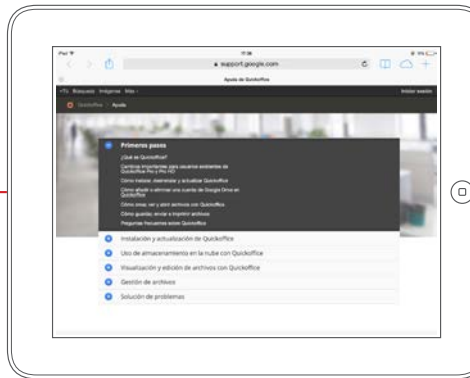 iPad
17:38
support.google.com
Ayuda de Quickoffice
+Tú Búsqueda Imágenes Más
Iniciar sesión
Quickoffice Ayuda
Primeros pasos
¿Qué es Quickoffice?
Cambios importantes para usuarios existentes de
Quickoffice Pro y Pro HD
Cómo instalar, desinstalar y actualizar Quickoffice
Cómo añadir o eliminar una cuenta de Google Drive en
Quickoffice
Cómo crear, ver y abrir archivos con Quickoffice
Cómo guardar, enviar e imprimir archivos
Preguntas frecuentes sobre Quickoffice
Instalación y actualización de Quickoffice
Uso de almacenamiento en la nube con Quickoffice
Visualización y edición de archivos con Quickoffice
Gestión de archivos
Solución de problemas